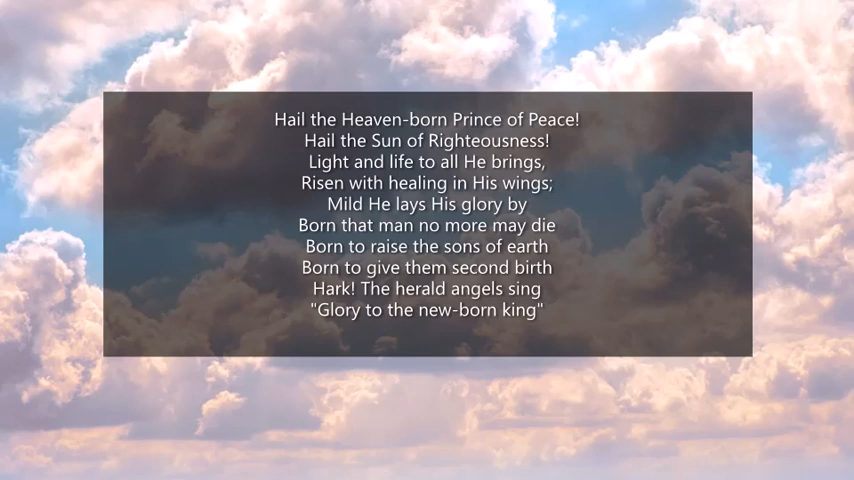 Hail the Heaven-born Prince of Peace!
Hail the Sun of Righteousness!
Light and life to all He brings,
Risen with healing in His wings;
Mild He lays His glory by
Born that man no more may die
Born to raise the sons of earth
Born to give them second birth
Hark! The herald angels sing
"Glory to the new-born king"